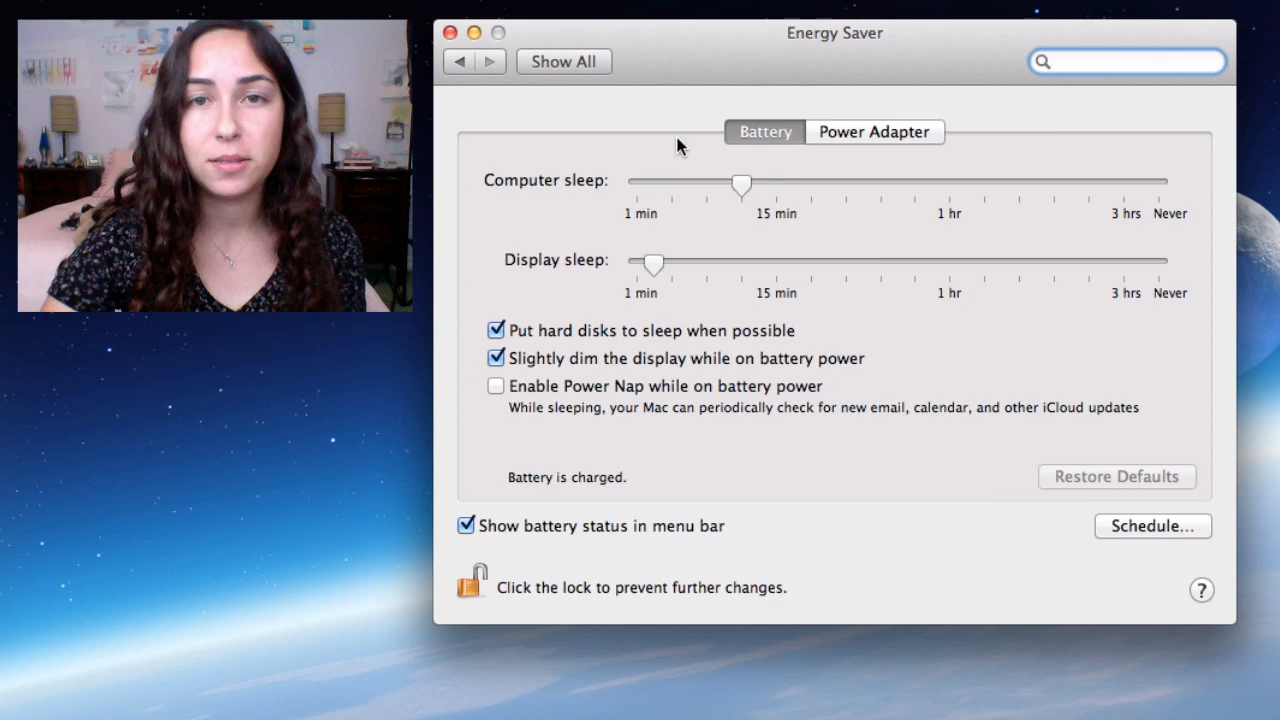 Energy Saver
Show All
Battery Power Adapter
Computer sleep:
1 min 15 min 1 hr 3 hrs Never
Display sleep:
1 min 15 min 1 hr 3 hrs Never
Put hard disks to sleep when possible
Slightly dim the display while on battery power
Enable Power Nap while on battery power
While sleeping, your Mac can periodically check for new email, calendar, and other iCloud updates
Battery is charged. Restore Defaults
Show battery status in menu bar Schedule...
Click the lock to prevent further changes. ?